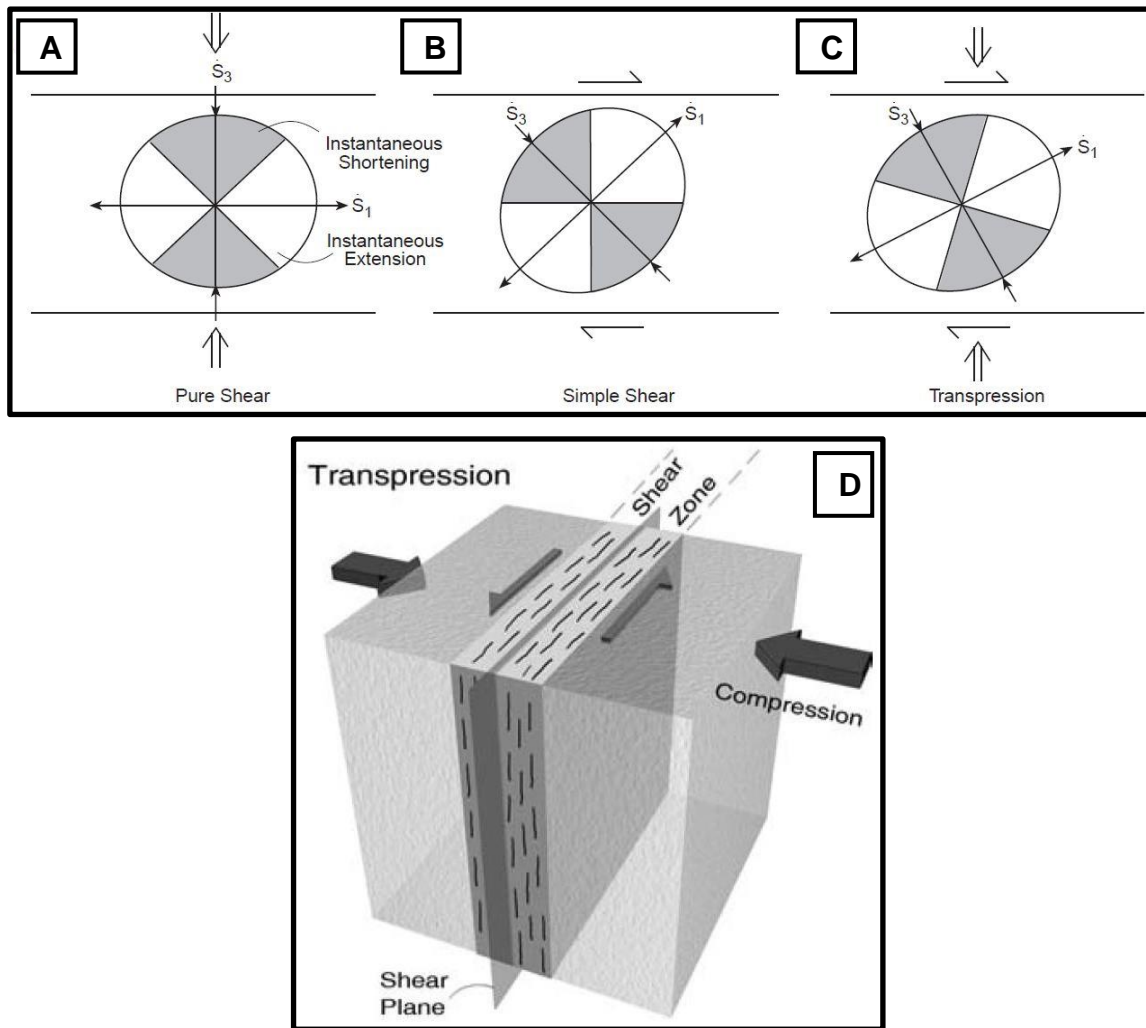 A
B
C
Ṡ3
Instantaneous
Shortening
Ṡ1
Instantaneous
Extension
Pure Shear
Ṡ3
Ṡ1
Simple Shear
Ṡ3
Ṡ1
Transpression
D
Transpression
Shear
Zone
Compression
Shear
Plane